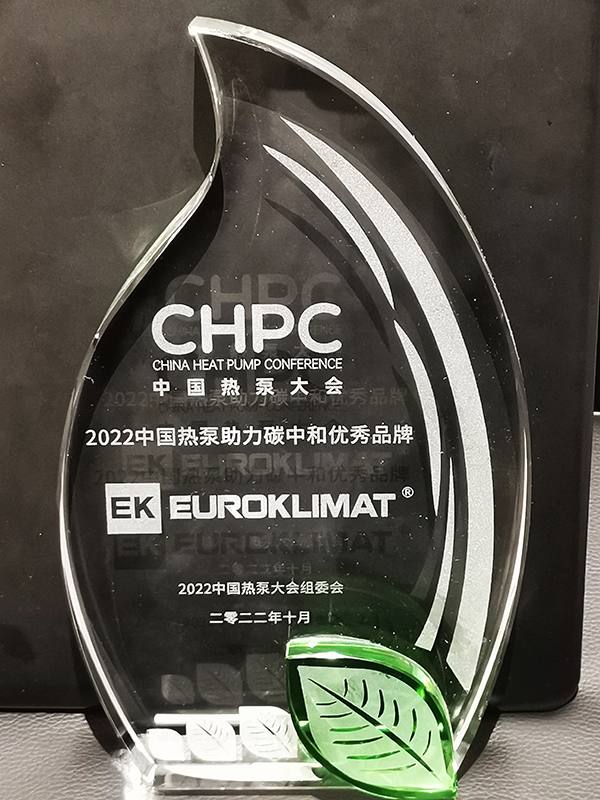 CHPC
CHINA HEAT PUMP CONFERENCE
中国热泵大会
2022中国热泵助力碳中和优秀品牌
EK EUROKLIMAT®
2022中国热泵大会组委会
二零二二年十月